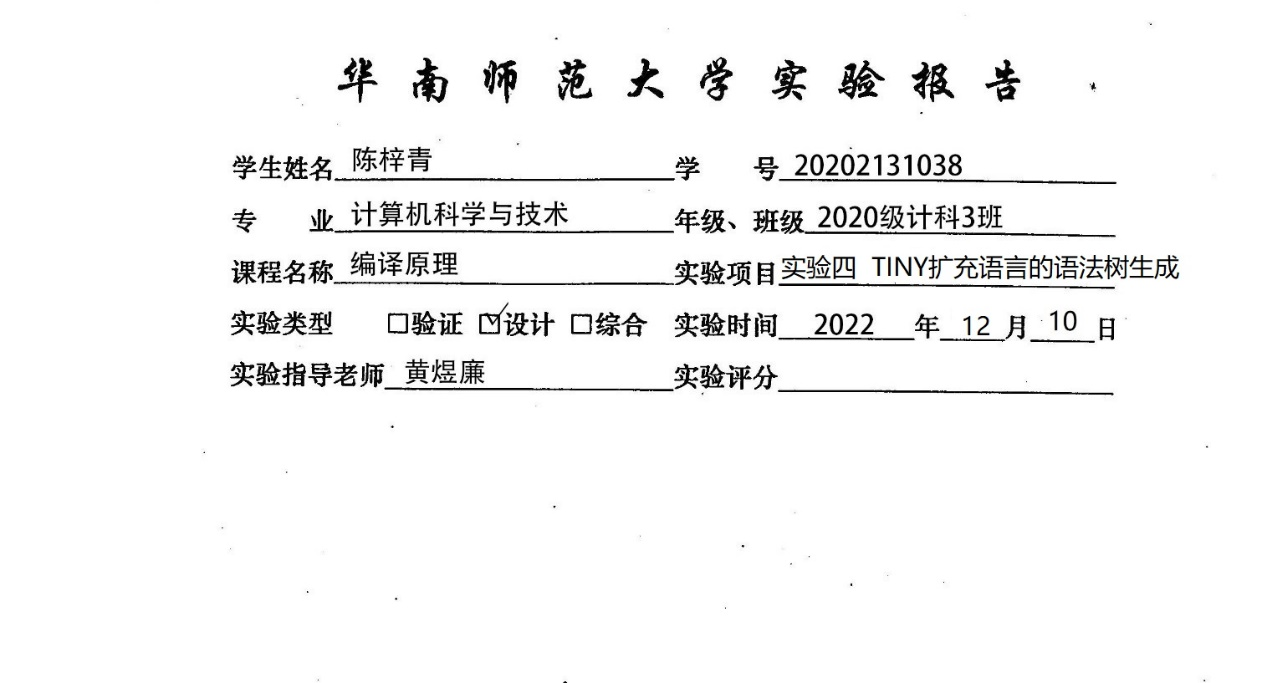 华南师范大学实验报告
学生姓名 陈梓青 学 号 20202131038
专 业 计算机科学与技术 年级、班级 2020级计科3班
课程名称 编译原理 实验项目 实验四 TINY扩充语言的语法树生成
实验类型 □验证 ☑设计 □综合 实验时间 2022 年 12 月 10 日
实验指导老师 黄煜廉 实验评分